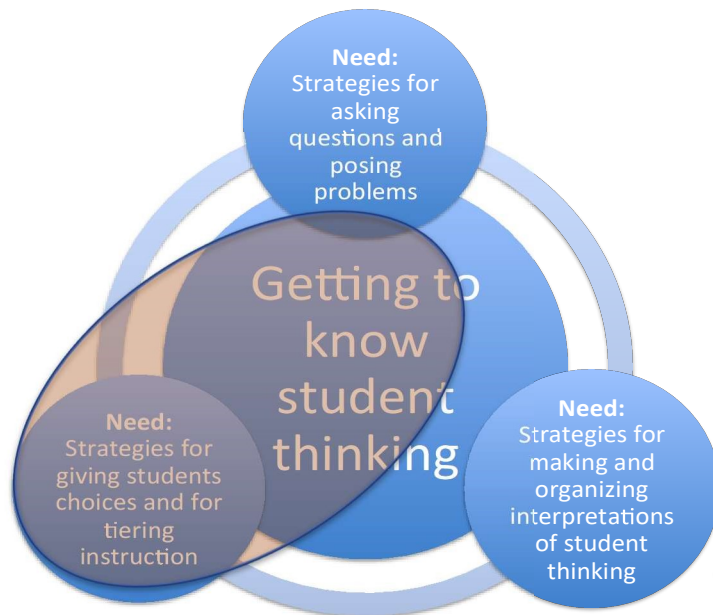 Need:
Strategies for
asking
questions and
posing
problems
Getting to
know
student
thinking
Need:
Strategies for
giving students
choices and for
tiering
instruction
Need:
Strategies for
making and
organizing
interpretations
of student
thinking